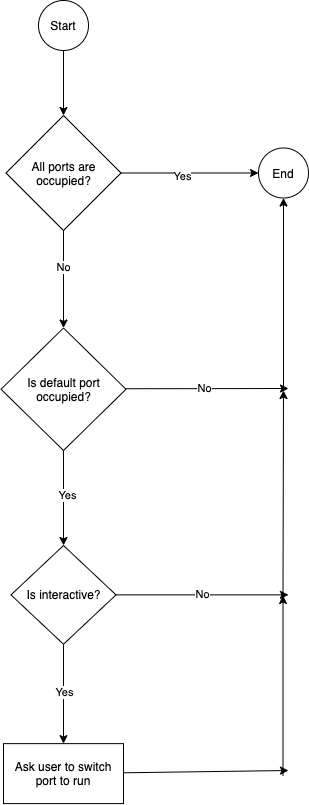 Start
All ports are
occupied?
Yes
End
No
Is default port
occupied?
No
Yes
Is interactive?
No
Yes
Ask user to switch
port to run